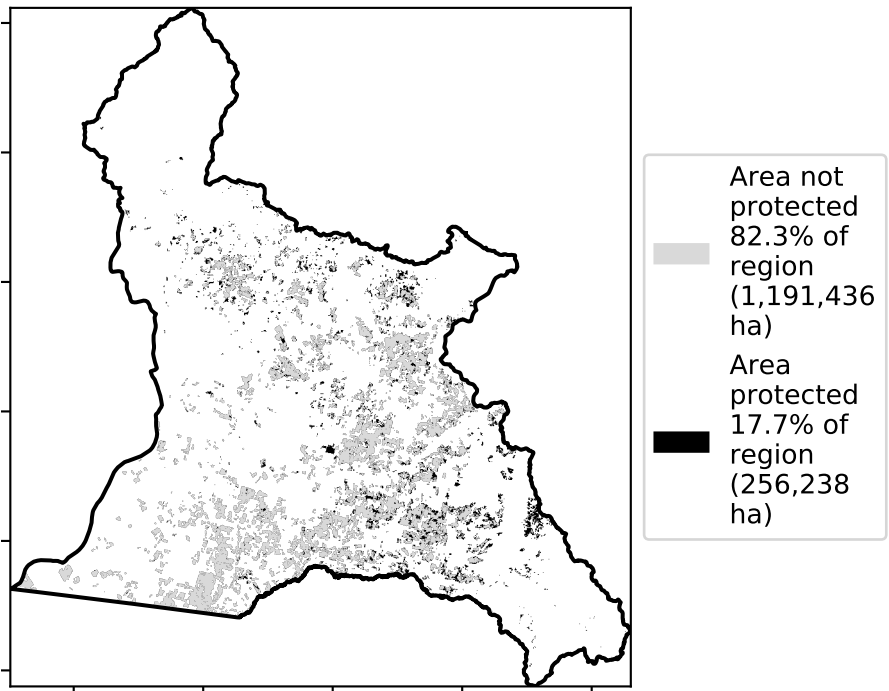 Area not
protected
82.3% of
region
(1,191,436
ha)
Area
protected
17.7% of
region
(256,238
ha)